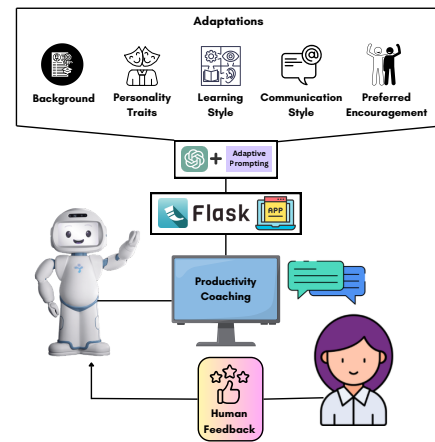 Adaptations
Background
Personality
Traits
Learning
Style
Communication
Style
Preferred
Encouragement
+ Adaptive
Prompting
Flask
APP
Productivity
Coaching
Human
Feedback